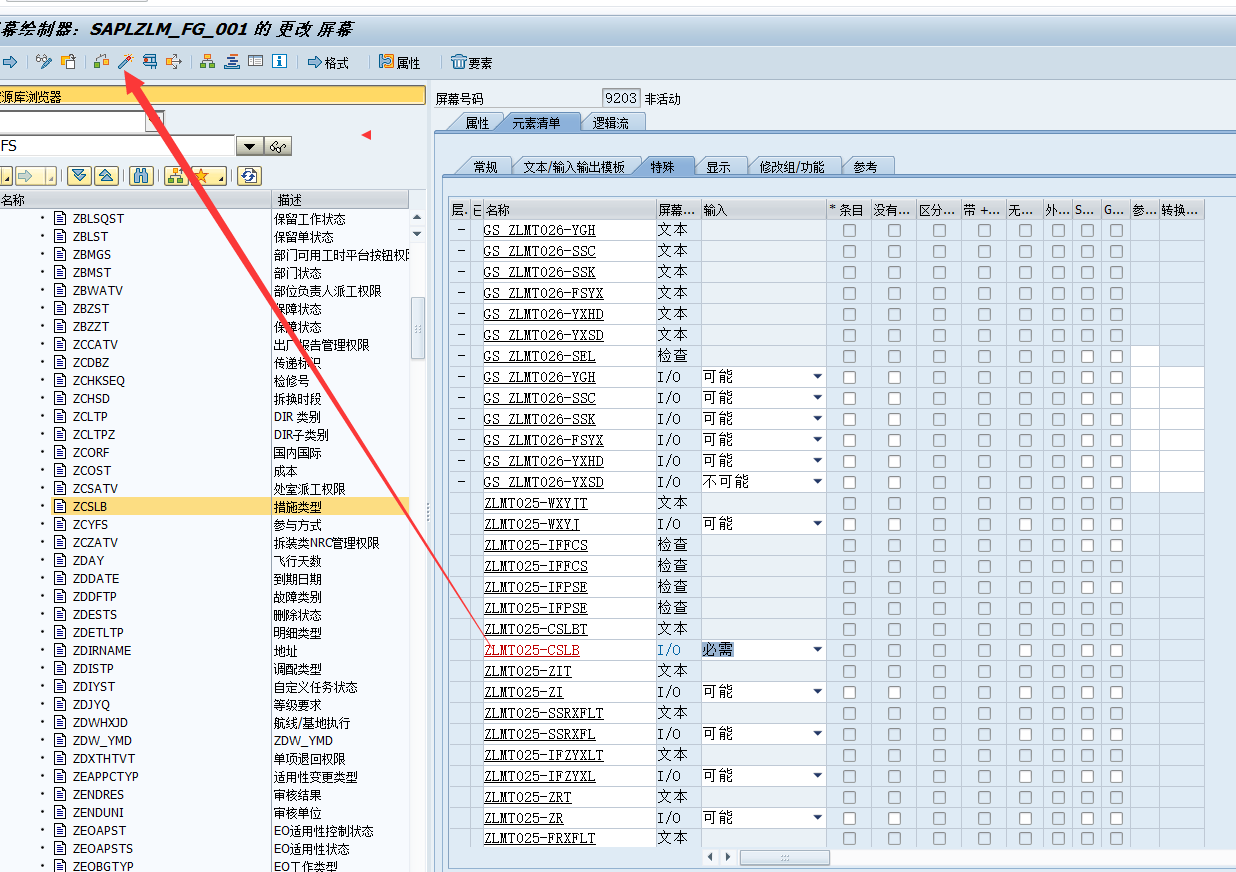 幕绘制器: SAPLZLM_FG_001 的 更改 屏幕
格式 属性 要素
源库浏览器
FS
名称 描述
ZBLSQST 保留工作状态
ZBLST 保留单状态
ZBMGS 部门可用工时平台按钮权
ZBMST 部门状态
ZBWATV 部位负责人派工权限
ZBZST 保障状态
ZBZZT 保障状态
ZCCATV 出厂报告管理权限
ZCDBZ 传递标识
ZCHKSEQ 检修号
ZCHSD 拆换时段
ZCLTP DIR 类别
ZCLTPZ DIR子类别
ZCORF 国内国际
ZCOST 成本
ZCSATV 处室派工权限
ZCSLB 措施类型
ZCYFS 参与方式
ZCZATV 拆装类NRC管理权限
ZDAY 飞行天数
ZDDATE 到期日期
ZDDFTP 故障类别
ZDESTS 删除状态
ZDETLTP 明细类型
ZDIRNAME 地址
ZDISTP 调配类型
ZDIYST 自定义任务状态
ZDJYQ 等级要求
ZDWHXJD 航线/基地执行
ZDW_YMD ZDW_YMD
ZDXTHTVT 单项退回权限
ZEAPPCTYP 适用性变更类型
ZENDRES 审核结果
ZENDUNI 审核单位
ZEOAPST EO适用性控制状态
ZEOAPSTS EO适用性状态
ZEOBGTYP EO工作类型
屏幕号码 9203 非活动
属性 元素清单 逻辑流
常规 文本/输入输出模板 特殊 显示 修改组/功能 参考
层. E 名称 屏幕... 输入 * 条目 没有... 区分... 带 +... 无... 外... S... G... 参... 转换...
- GS_ZLMT026-YGH 文本
- GS_ZLMT026-SSC 文本
- GS_ZLMT026-SSK 文本
- GS_ZLMT026-FSYX 文本
- GS_ZLMT026-YXHD 文本
- GS_ZLMT026-YXSD 文本
- GS_ZLMT026-SEL 检查
- GS_ZLMT026-YGH I/O 可能
- GS_ZLMT026-SSC I/O 可能
- GS_ZLMT026-SSK I/O 可能
- GS_ZLMT026-FSYX I/O 可能
- GS_ZLMT026-YXHD I/O 可能
- GS_ZLMT026-YXSD I/O 不可能
ZLMT025-WXYJT 文本
ZLMT025-WXYJ I/O 可能
ZLMT025-IFFCS 检查
ZLMT025-IFFCS 检查
ZLMT025-IFPSE 检查
ZLMT025-IFPSE 检查
ZLMT025-CSLBT 文本
ZLMT025-CSLB I/O 必需
ZLMT025-ZIT 文本
ZLMT025-ZI I/O 可能
ZLMT025-SSRXFLT 文本
ZLMT025-SSRXFL I/O 可能
ZLMT025-IFZYXLT 文本
ZLMT025-IFZYXL I/O 可能
ZLMT025-ZRT 文本
ZLMT025-ZR I/O 可能
ZLMT025-FRXFLT 文本